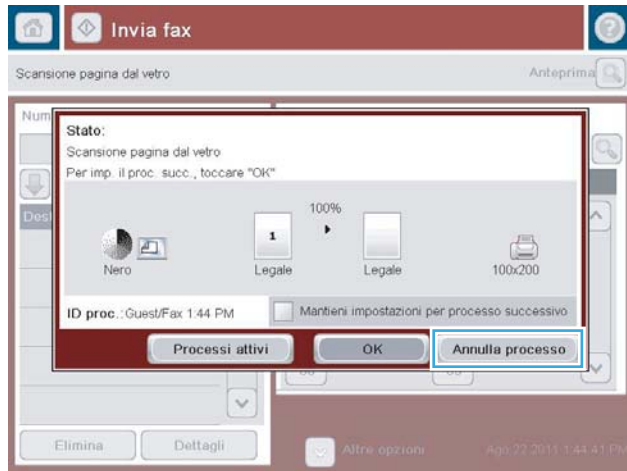 Invia fax
Scansione pagina dal vetro
Anteprima
Num
Stato:
Scansione pagina dal vetro
Per imp. il proc. succ., toccare "OK"
Dest
100%
1
Nero
Legale
Legale
100x200
ID proc.:Guest/Fax 1:44 PM
Mantieni impostazioni per processo successivo
Processi attivi
OK
Annulla processo
Elimina
Dettagli
Altre opzioni
Ago 22 2011 1:44:41 PM